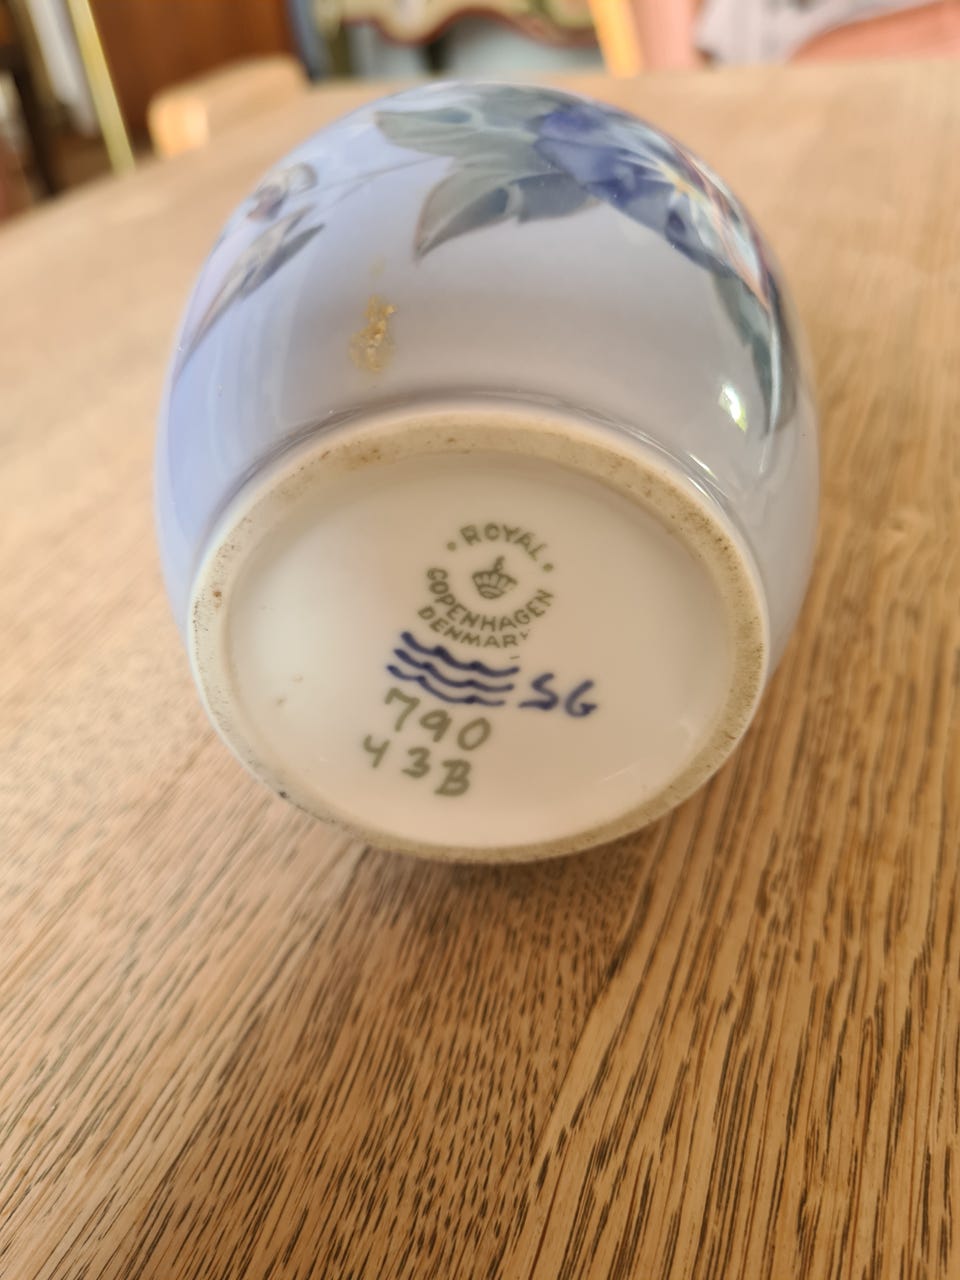 ROYAL
COPENHAGEN
DENMARK
SG
790
43B